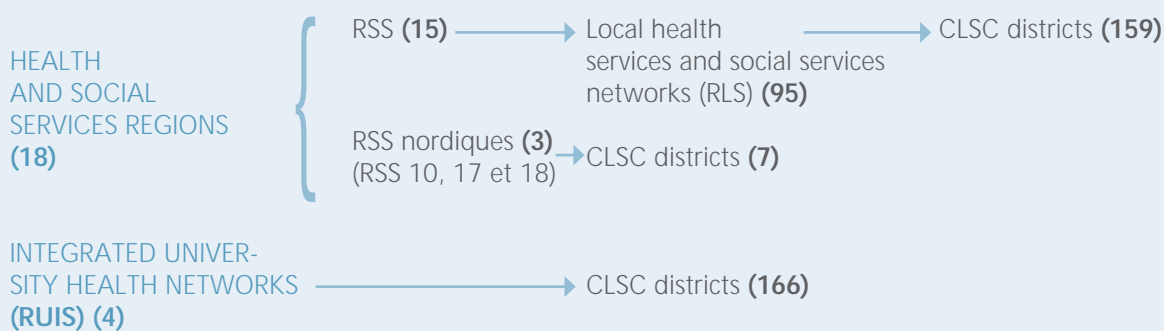 HEALTH
AND SOCIAL
SERVICES REGIONS
(18)
RSS (15)
Local health
services and social services
networks (RLS) (95)
CLSC districts (159)
RSS nordiques (3)
(RSS 10, 17 et 18)
CLSC districts (7)
INTEGRATED UNIVER-
SITY HEALTH NETWORKS
(RUIS) (4)
CLSC districts (166)